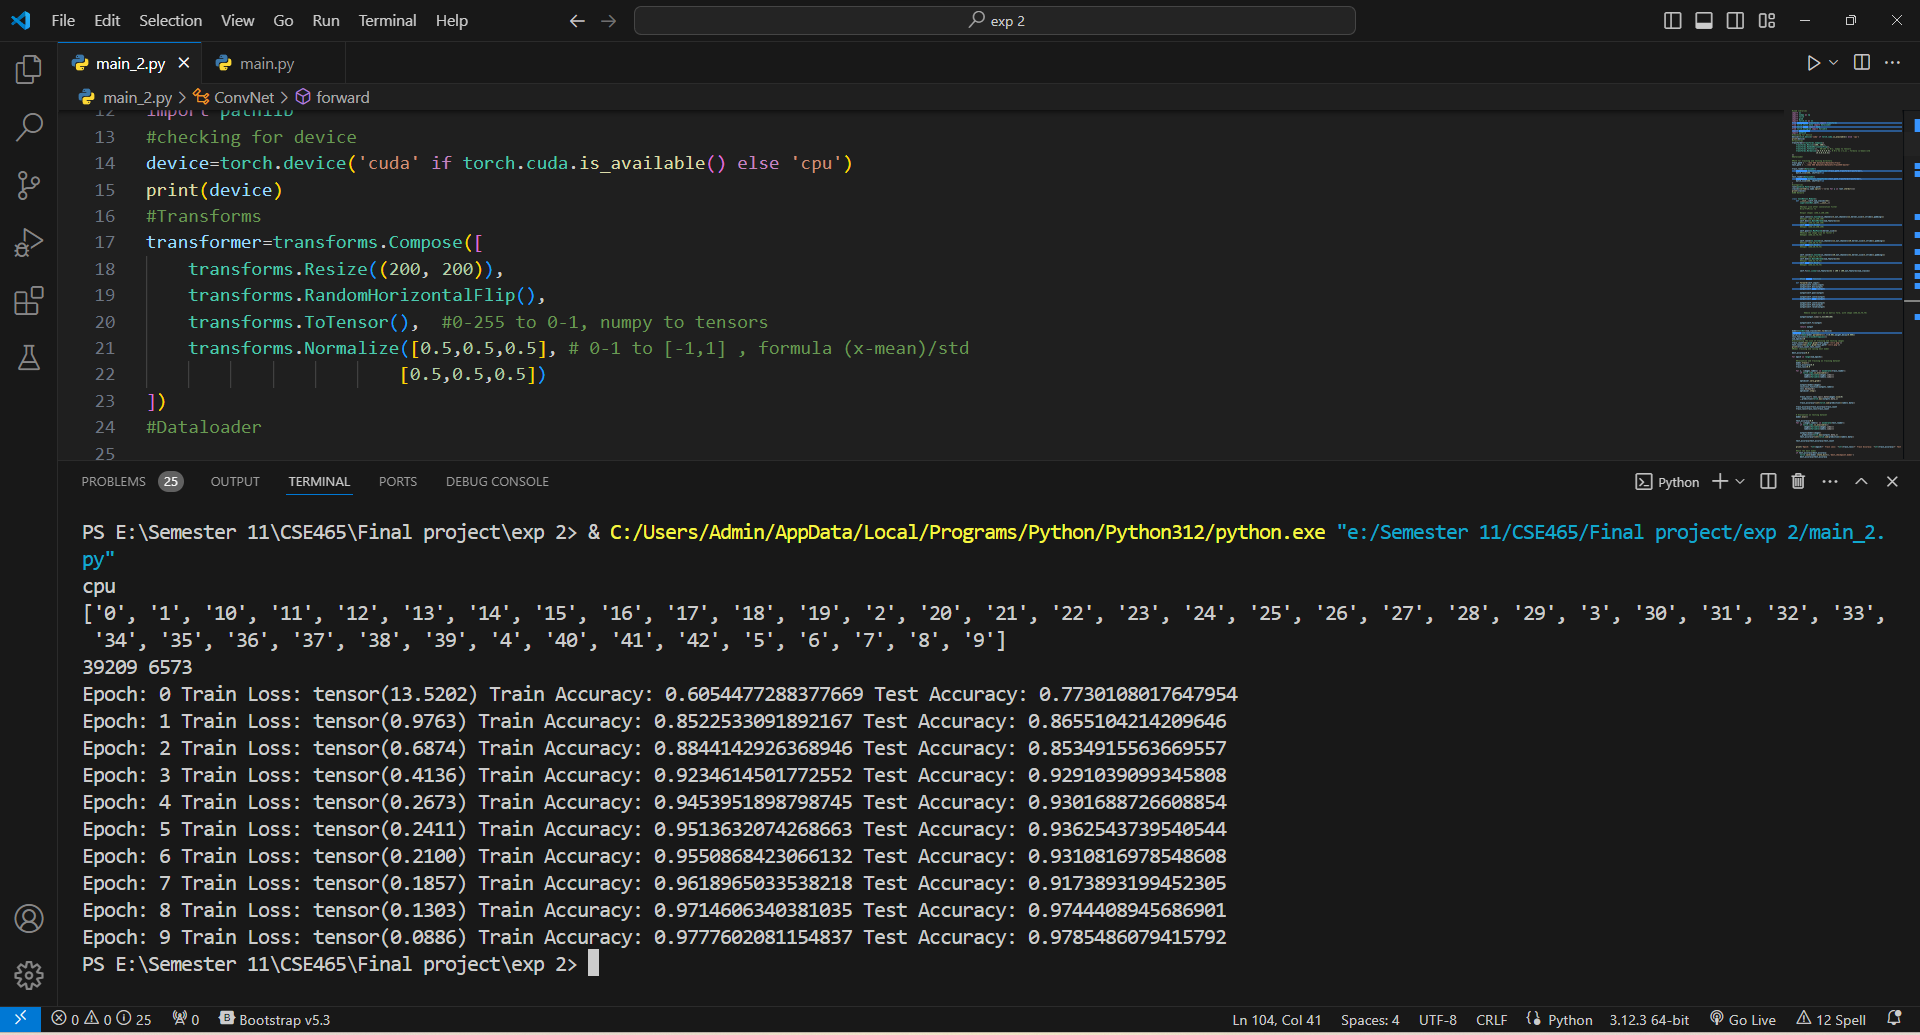 File Edit Selection View Go Run Terminal Help
exp 2
main_2.py
main.py
main_2.py > ConvNet > forward
12 import pathlib
13 #checking for device
14 device=torch.device('cuda' if torch.cuda.is_available() else 'cpu')
15 print(device)
16 #Transforms
17 transformer=transforms.Compose([
18 transforms.Resize((200, 200)),
19 transforms.RandomHorizontalFlip(),
20 transforms.ToTensor(), #0-255 to 0-1, numpy to tensors
21 transforms.Normalize([0.5,0.5,0.5], # 0-1 to [-1,1] , formula (x-mean)/std
22 [0.5,0.5,0.5])
23 ])
24 #Dataloader
25
PROBLEMS 25 OUTPUT TERMINAL PORTS DEBUG CONSOLE
Python
PS E:\Semester 11\CSE465\Final project\exp 2> & C:/Users/Admin/AppData/Local/Programs/Python/Python312/python.exe "e:/Semester 11/CSE465/Final project/exp 2/main_2.
py"
cpu
['0', '1', '10', '11', '12', '13', '14', '15', '16', '17', '18', '19', '2', '20', '21', '22', '23', '24', '25', '26', '27', '28', '29', '3', '30', '31', '32', '33',
'34', '35', '36', '37', '38', '39', '4', '40', '41', '42', '5', '6', '7', '8', '9']
39209 6573
Epoch: 0 Train Loss: tensor(13.5202) Train Accuracy: 0.6054477288377669 Test Accuracy: 0.7730108017647954
Epoch: 1 Train Loss: tensor(0.9763) Train Accuracy: 0.8522533091892167 Test Accuracy: 0.8655104214209646
Epoch: 2 Train Loss: tensor(0.6874) Train Accuracy: 0.8844142926368946 Test Accuracy: 0.8534915563669557
Epoch: 3 Train Loss: tensor(0.4136) Train Accuracy: 0.9234614501772552 Test Accuracy: 0.9291039099345808
Epoch: 4 Train Loss: tensor(0.2673) Train Accuracy: 0.9453951898798745 Test Accuracy: 0.9301688726608854
Epoch: 5 Train Loss: tensor(0.2411) Train Accuracy: 0.9513632074268663 Test Accuracy: 0.9362543739540544
Epoch: 6 Train Loss: tensor(0.2100) Train Accuracy: 0.9550868423066132 Test Accuracy: 0.9310816978548608
Epoch: 7 Train Loss: tensor(0.1857) Train Accuracy: 0.9618965033538218 Test Accuracy: 0.9173893199452305
Epoch: 8 Train Loss: tensor(0.1303) Train Accuracy: 0.9714606340381035 Test Accuracy: 0.9744408945686901
Epoch: 9 Train Loss: tensor(0.0886) Train Accuracy: 0.9777602081154837 Test Accuracy: 0.9785486079415792
PS E:\Semester 11\CSE465\Final project\exp 2>
0 0 25 0 Bootstrap v5.3
Ln 104, Col 41 Spaces: 4 UTF-8 CRLF Python 3.12.3 64-bit Go Live 12 Spell